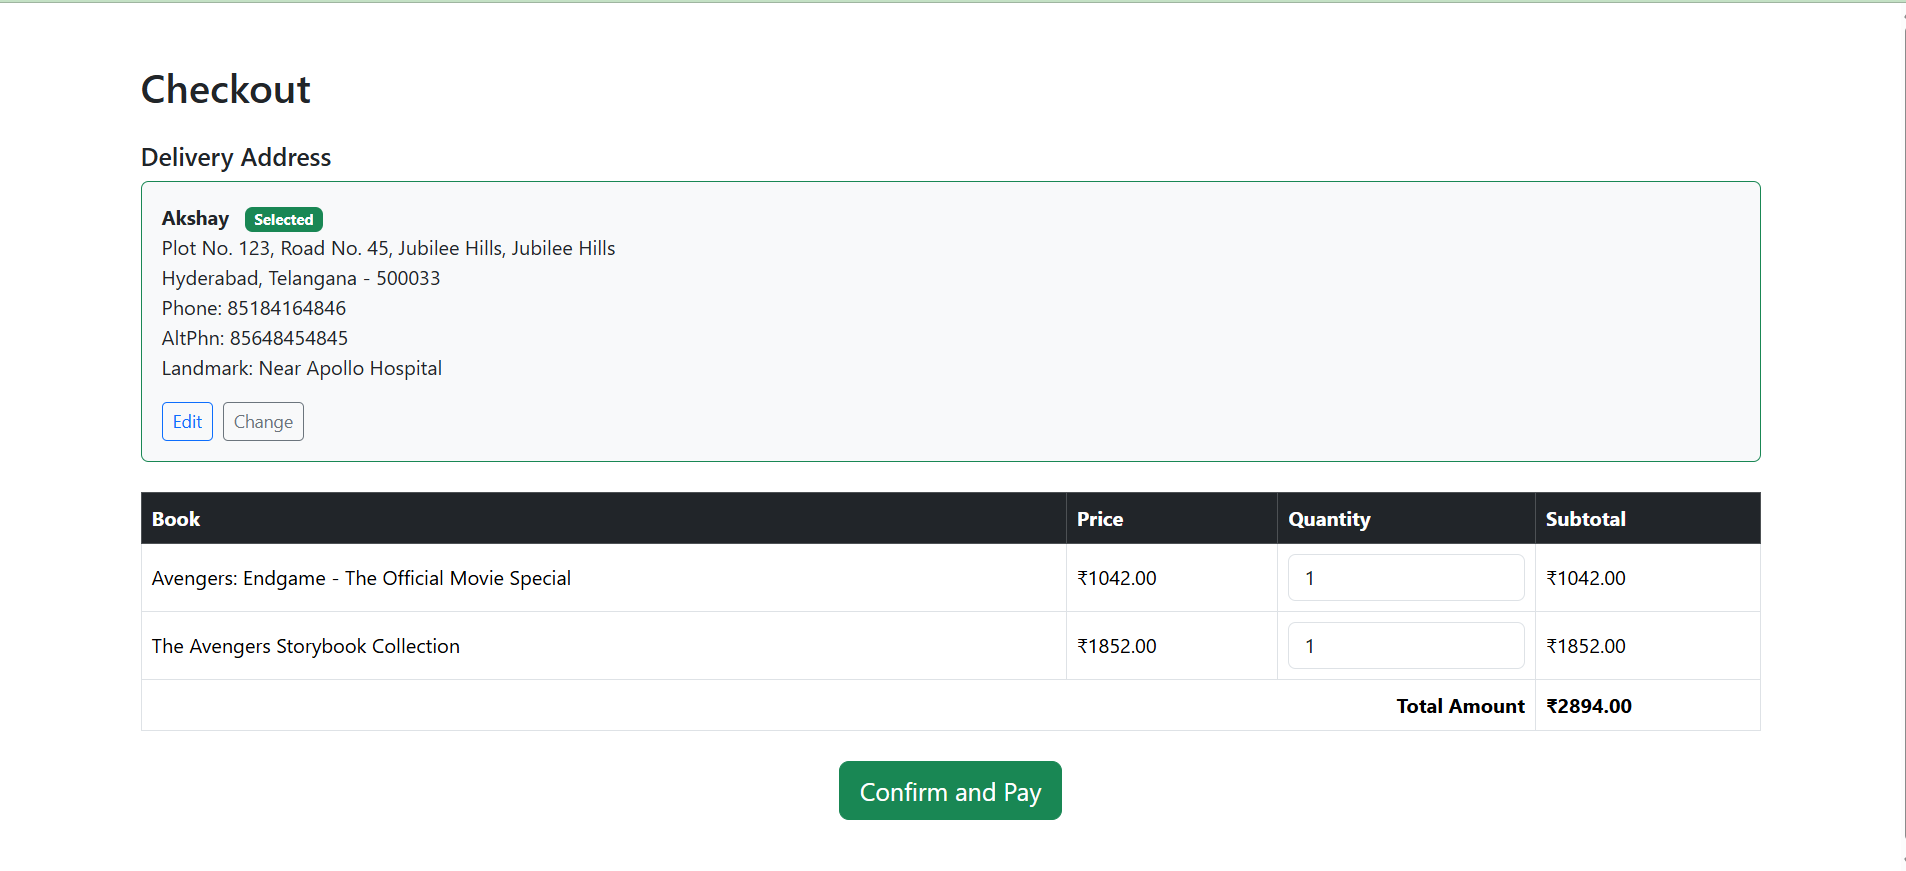 Checkout
Delivery Address
Akshay Selected
Plot No. 123, Road No. 45, Jubilee Hills, Jubilee Hills
Hyderabad, Telangana - 500033
Phone: 85184164846
AltPhn: 85648454845
Landmark: Near Apollo Hospital
Edit Change
Book Price Quantity Subtotal
Avengers: Endgame - The Official Movie Special ₹1042.00 1 ₹1042.00
The Avengers Storybook Collection ₹1852.00 1 ₹1852.00
Total Amount ₹2894.00
Confirm and Pay